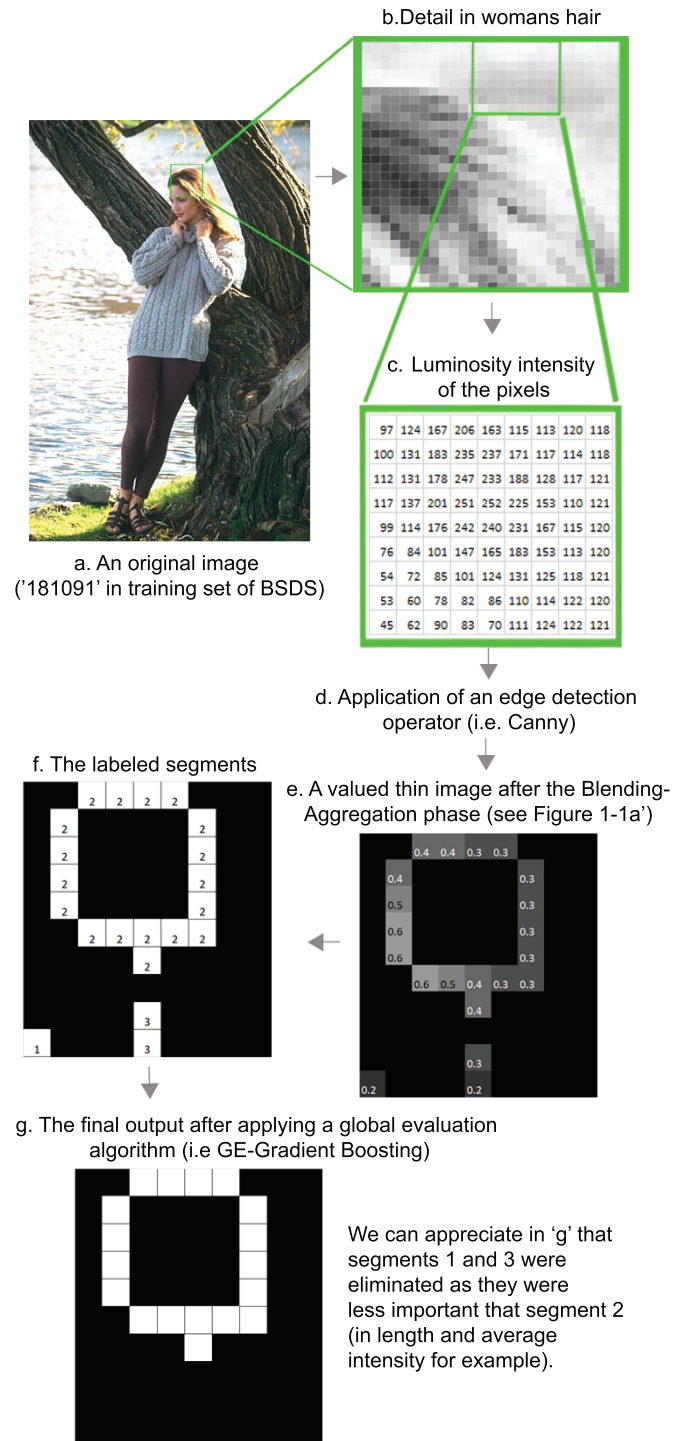 b.Detail in womans hair
c. Luminosity intensity
of the pixels
97 124 167 206 163 115 113 120 118
100 131 183 235 237 171 117 114 118
112 131 178 247 233 188 128 117 121
117 137 201 251 252 225 153 110 121
99 114 176 242 240 231 167 115 120
76 84 101 147 165 183 153 113 120
54 72 85 101 124 131 125 118 121
53 60 78 82 86 110 114 122 120
45 62 90 83 70 111 124 122 121
a. An original image
('181091' in training set of BSDS)
d. Application of an edge detection
operator (i.e. Canny)
f. The labeled segments
2 2 2 2
2 2
2 2
2 2
2 2
2 2 2 2 2
2
3
1 3
e. A valued thin image after the Blending-
Aggregation phase (see Figure 1-1a')
0.4 0.4 0.3 0.3
0.4 0.3
0.5 0.3
0.6 0.3
0.6 0.3
0.6 0.5 0.4 0.3 0.3
0.4
0.3
0.2 0.2
g. The final output after applying a global evaluation
algorithm (i.e GE-Gradient Boosting)
We can appreciate in 'g' that
segments 1 and 3 were
eliminated as they were
less important that segment 2
(in length and average
intensity for example).